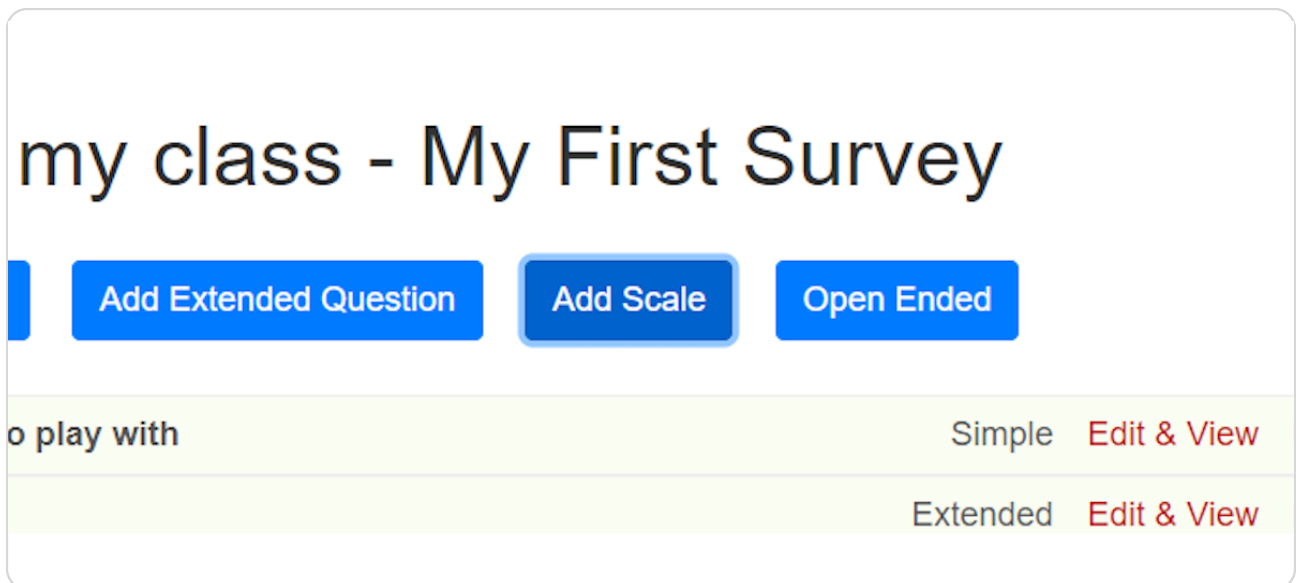 my class - My First Survey
Add Extended Question Add Scale Open Ended
o play with Simple Edit & View
Extended Edit & View